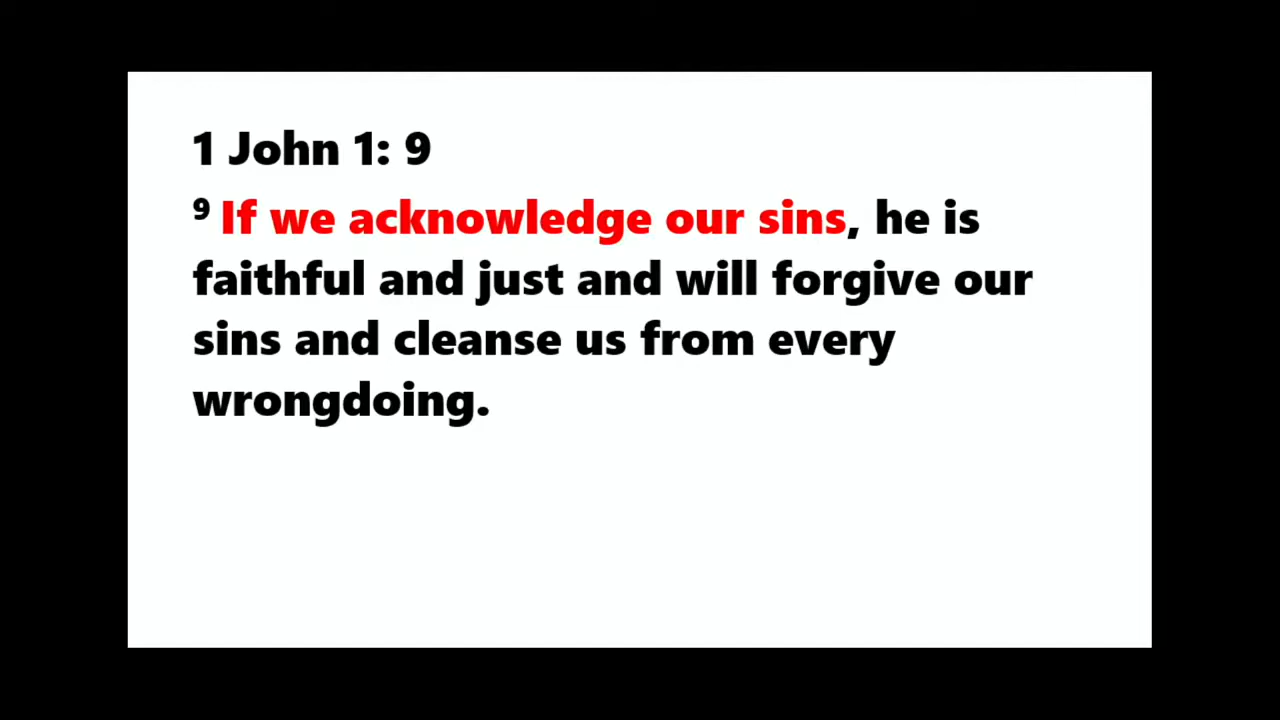 1 John 1: 9
9 If we acknowledge our sins, he is
faithful and just and will forgive our
sins and cleanse us from every
wrongdoing.